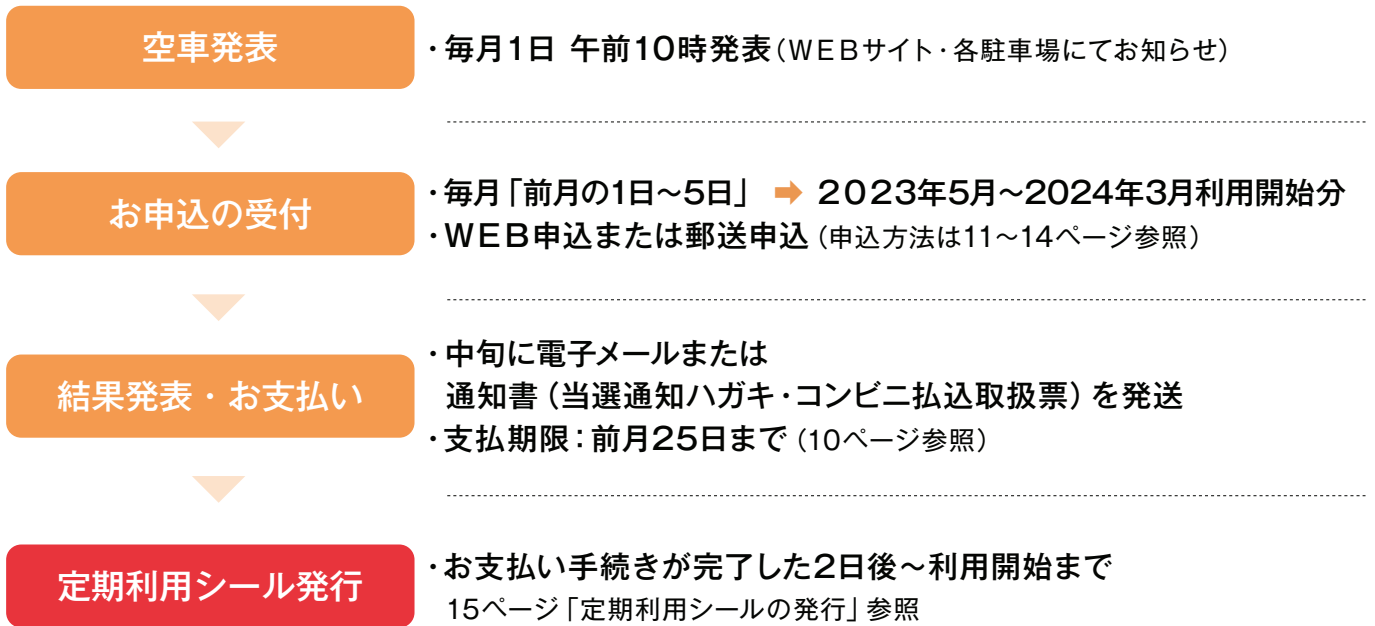 空車発表
・毎月1日 午前10時発表(WEBサイト・各駐車場にてお知らせ)
お申込の受付
・毎月「前月の1日〜5日」 ➡ 2023年5月〜2024年3月利用開始分
・WEB申込または郵送申込(申込方法は11〜14ページ参照)
結果発表・お支払い
・中旬に電子メールまたは
通知書(当選通知ハガキ・コンビニ払込取扱票)を発送
・支払期限:前月25日まで(10ページ参照)
定期利用シール発行
・お支払い手続きが完了した2日後〜利用開始まで
15ページ「定期利用シールの発行」参照